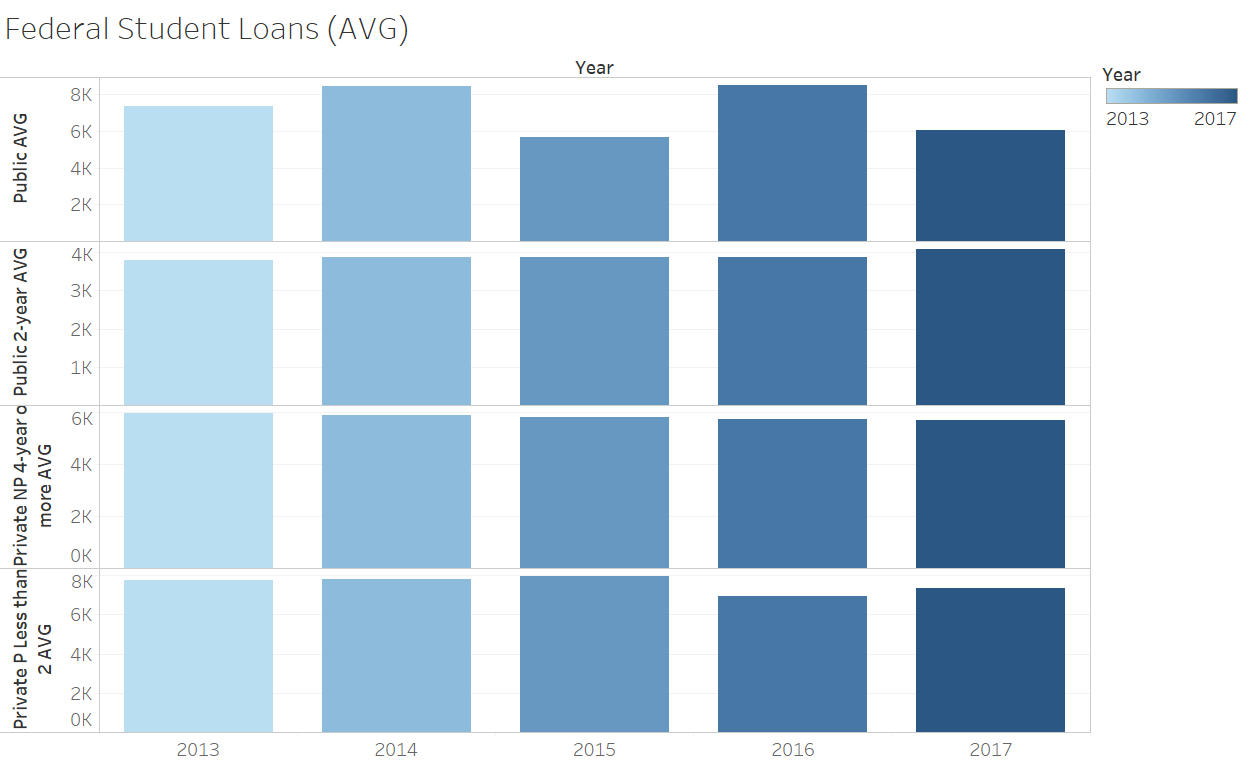 Federal Student Loans (AVG)
Year
Year
2013 2017
Public AVG
8K
6K
4K
2K
Public 2-year AVG
4K
3K
2K
1K
Private NP 4-year o
more AVG
6K
4K
2K
0K
Private P Less than
2 AVG
8K
6K
4K
2K
0K
2013 2014 2015 2016 2017